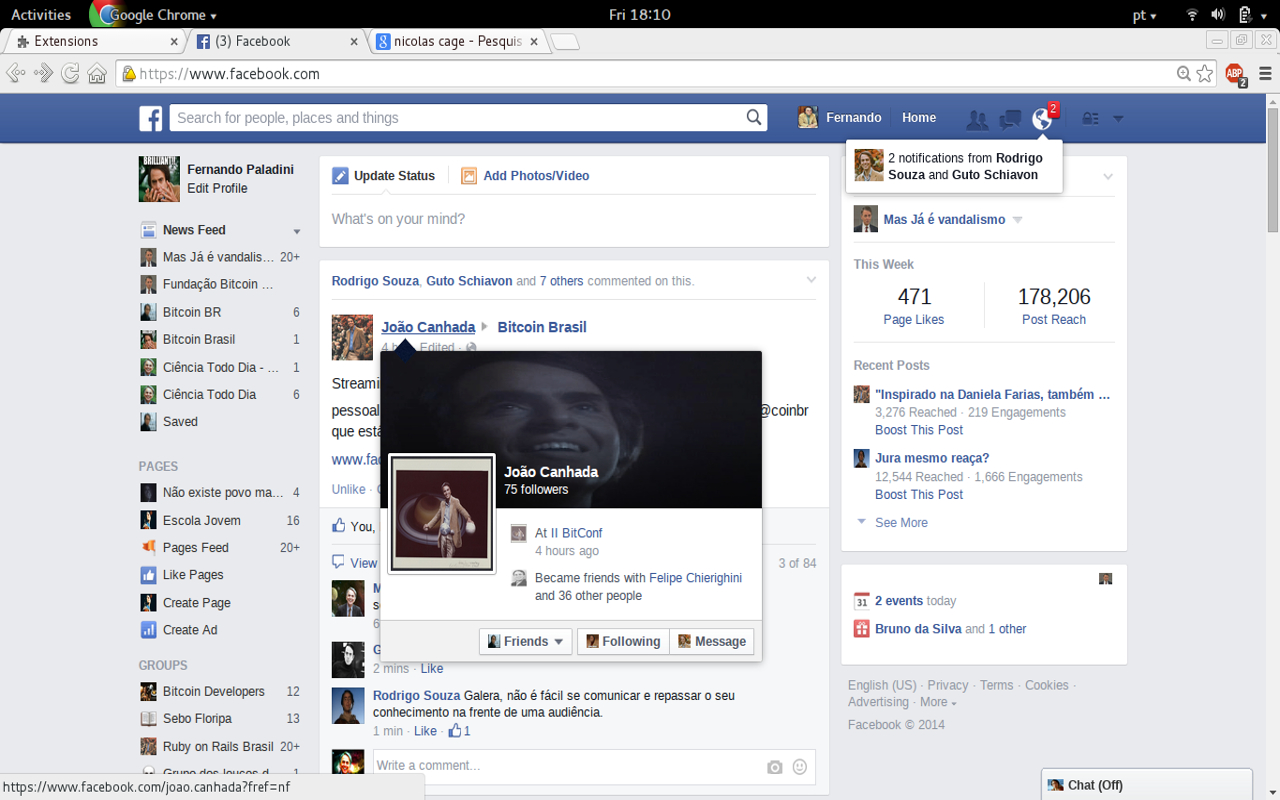 Activities Google Chrome Fri 18:10 pt
Extensions (3) Facebook nicolas cage - Pesquis
https://www.facebook.com ABP 2
Search for people, places and things Fernando Home 2
2 notifications from Rodrigo
Souza and Guto Schiavon
BRILLIANT!
Fernando Paladini
Edit Profile
News Feed
Mas Já é vandalis... 20+
Fundação Bitcoin ...
Bitcoin BR 6
Bitcoin Brasil 1
Ciência Todo Dia - ... 1
Ciência Todo Dia 6
Saved
PAGES
Não existe povo ma... 4
Escola Jovem 16
Pages Feed 20+
Like Pages
Create Page
Create Ad
GROUPS
Bitcoin Developers 12
Sebo Floripa 13
Ruby on Rails Brasil 20+
Grupo dos loucos d... 1
https://www.facebook.com/joao.canhada?fref=nf
Update Status Add Photos/Video
What's on your mind?
Rodrigo Souza, Guto Schiavon and 7 others commented on this.
João Canhada Bitcoin Brasil
4 h Edited ·
Streami
pessoal @coinbr
que está
www.fac
Unlike ·
João Canhada
75 followers
At II BitConf
4 hours ago
Became friends with Felipe Chierighini
and 36 other people
Friends Following Message
You,
View 3 of 84
M
s
6
G
2 mins · Like
Rodrigo Souza Galera, não é fácil se comunicar e repassar o seu
conhecimento na frente de uma audiência.
1 min · Like · 1
Write a comment...
Mas Já é vandalismo
This Week
471 178,206
Page Likes Post Reach
Recent Posts
"Inspirado na Daniela Farias, também ...
3,276 Reached · 219 Engagements
Boost This Post
Jura mesmo reaça?
12,544 Reached · 1,666 Engagements
Boost This Post
See More
31 2 events today
Bruno da Silva and 1 other
English (US) · Privacy · Terms · Cookies ·
Advertising · More
Facebook © 2014
Chat (Off)